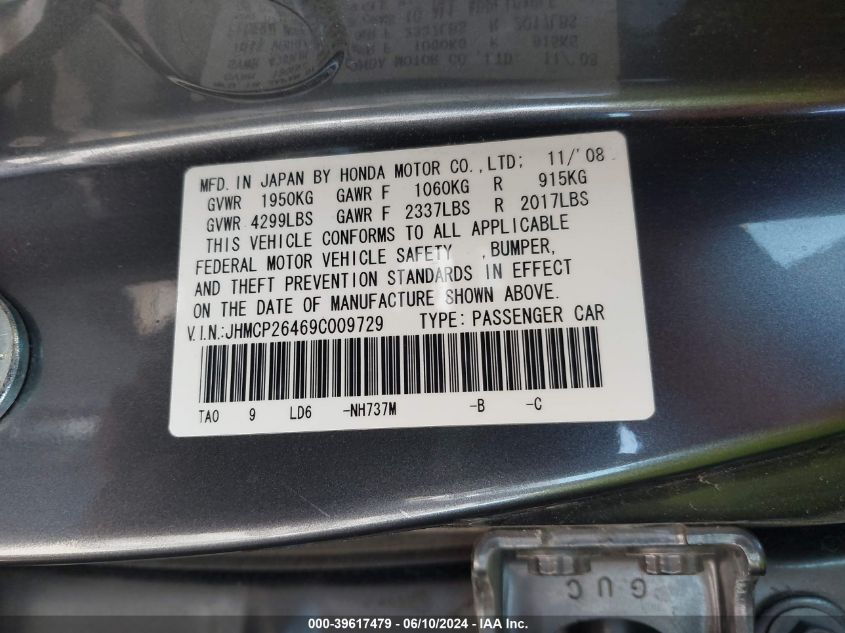 MFD. IN JAPAN BY HONDA MOTOR CO.,LTD; 11/'08
GVWR 1950KG GAWR F 1060KG R 915KG
GVWR 4299LBS GAWR F 2337LBS R 2017LBS
THIS VEHICLE CONFORMS TO ALL APPLICABLE
FEDERAL MOTOR VEHICLE SAFETY ,BUMPER,
AND THEFT PREVENTION STANDARDS IN EFFECT
ON THE DATE OF MANUFACTURE SHOWN ABOVE.
V.I.N.:JHMCP26469C009729 TYPE: PASSENGER CAR
TA0 9 LD6 -NH737M -B -C
G U C
000-39617479 - 06/10/2024 - IAA Inc.